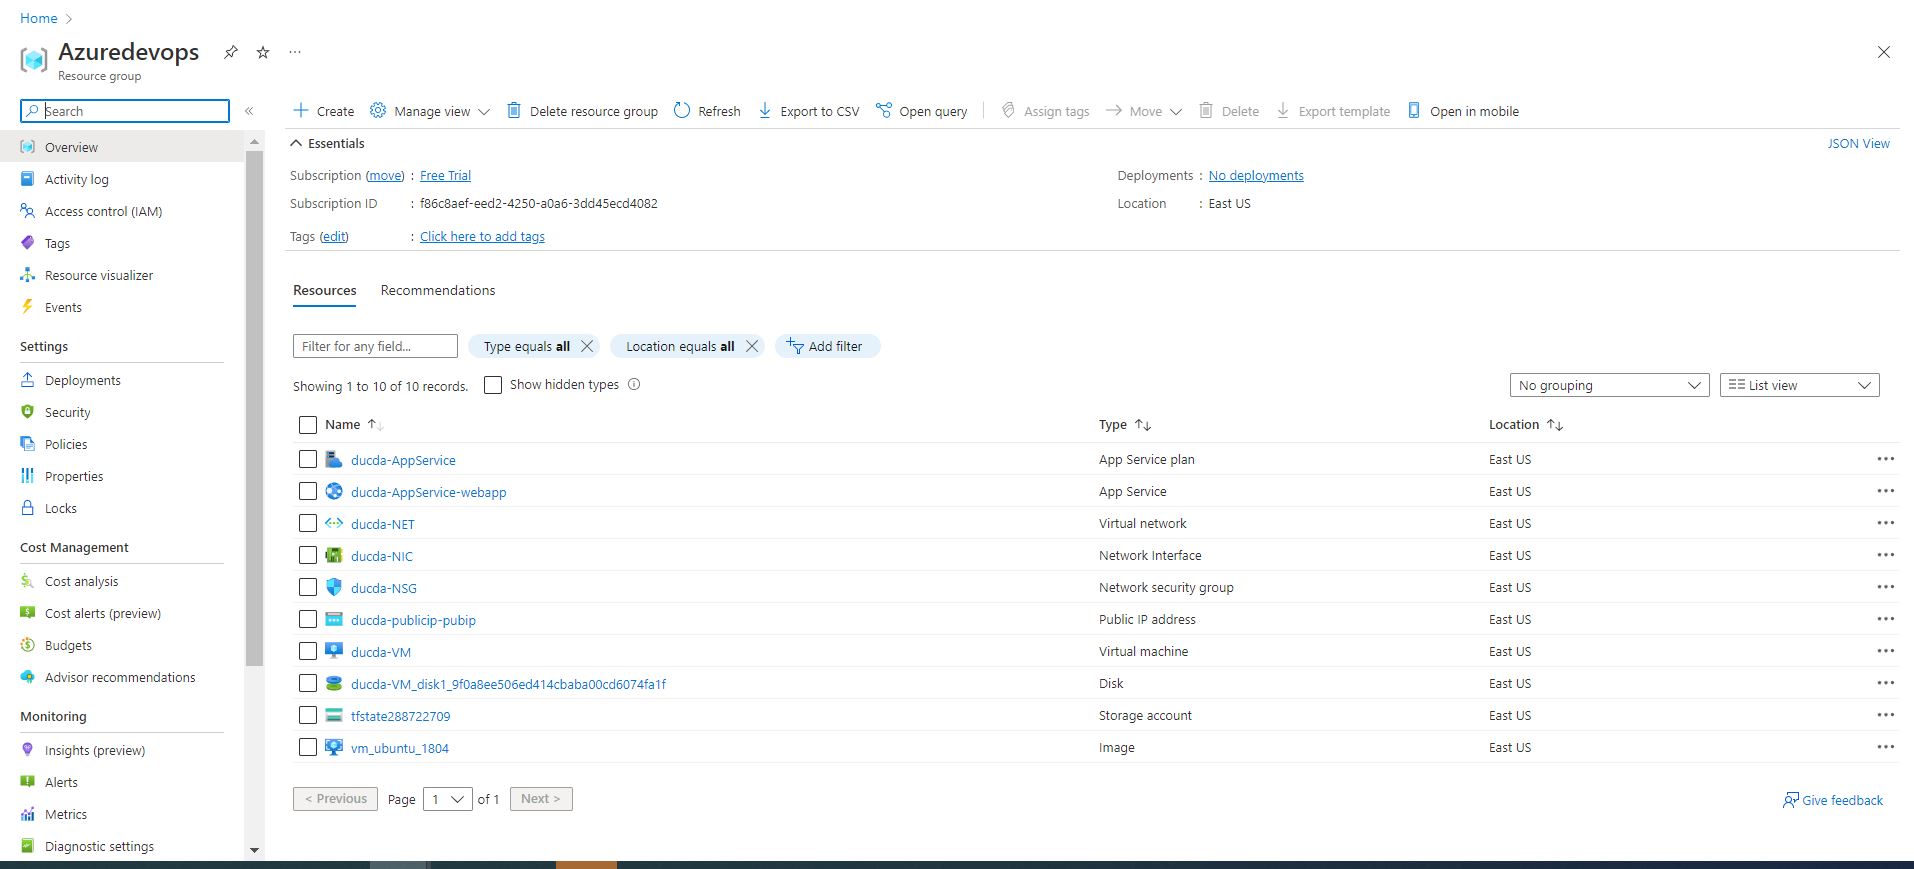 Home
Azuredevops
Resource group
Search
Create Manage view Delete resource group Refresh Export to CSV Open query Assign tags Move Delete Export template Open in mobile
Overview
Activity log
Access control (IAM)
Tags
Resource visualizer
Events
Settings
Deployments
Security
Policies
Properties
Locks
Cost Management
Cost analysis
Cost alerts (preview)
Budgets
Advisor recommendations
Monitoring
Insights (preview)
Alerts
Metrics
Diagnostic settings
Essentials
JSON View
Subscription (move) : Free Trial
Deployments : No deployments
Subscription ID : f86c8aef-eed2-4250-a0a6-3dd45ecd4082
Location : East US
Tags (edit) : Click here to add tags
Resources Recommendations
Filter for any field... Type equals all Location equals all Add filter
Showing 1 to 10 of 10 records. Show hidden types
No grouping List view
Name Type Location
ducda-AppService App Service plan East US
ducda-AppService-webapp App Service East US
ducda-NET Virtual network East US
ducda-NIC Network Interface East US
ducda-NSG Network security group East US
ducda-publicip-pubip Public IP address East US
ducda-VM Virtual machine East US
ducda-VM_disk1_9f0a8ee506ed414cbaba00cd6074fa1f Disk East US
tfstate288722709 Storage account East US
vm_ubuntu_1804 Image East US
< Previous Page 1 of 1 Next >
Give feedback